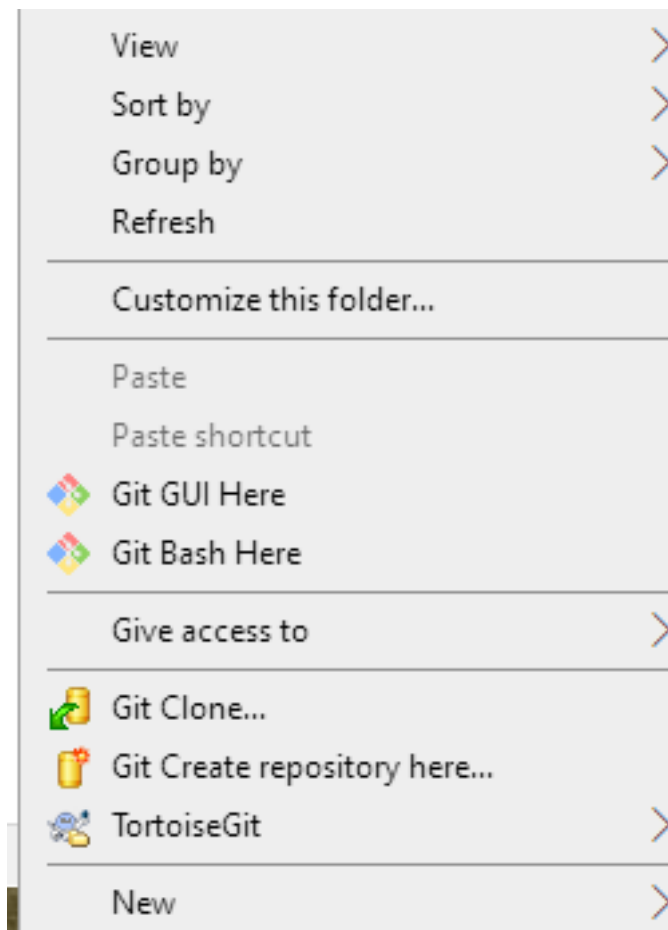 View
Sort by
Group by
Refresh
Customize this folder...
Paste
Paste shortcut
Git GUI Here
Git Bash Here
Give access to
Git Clone...
Git Create repository here...
TortoiseGit
New